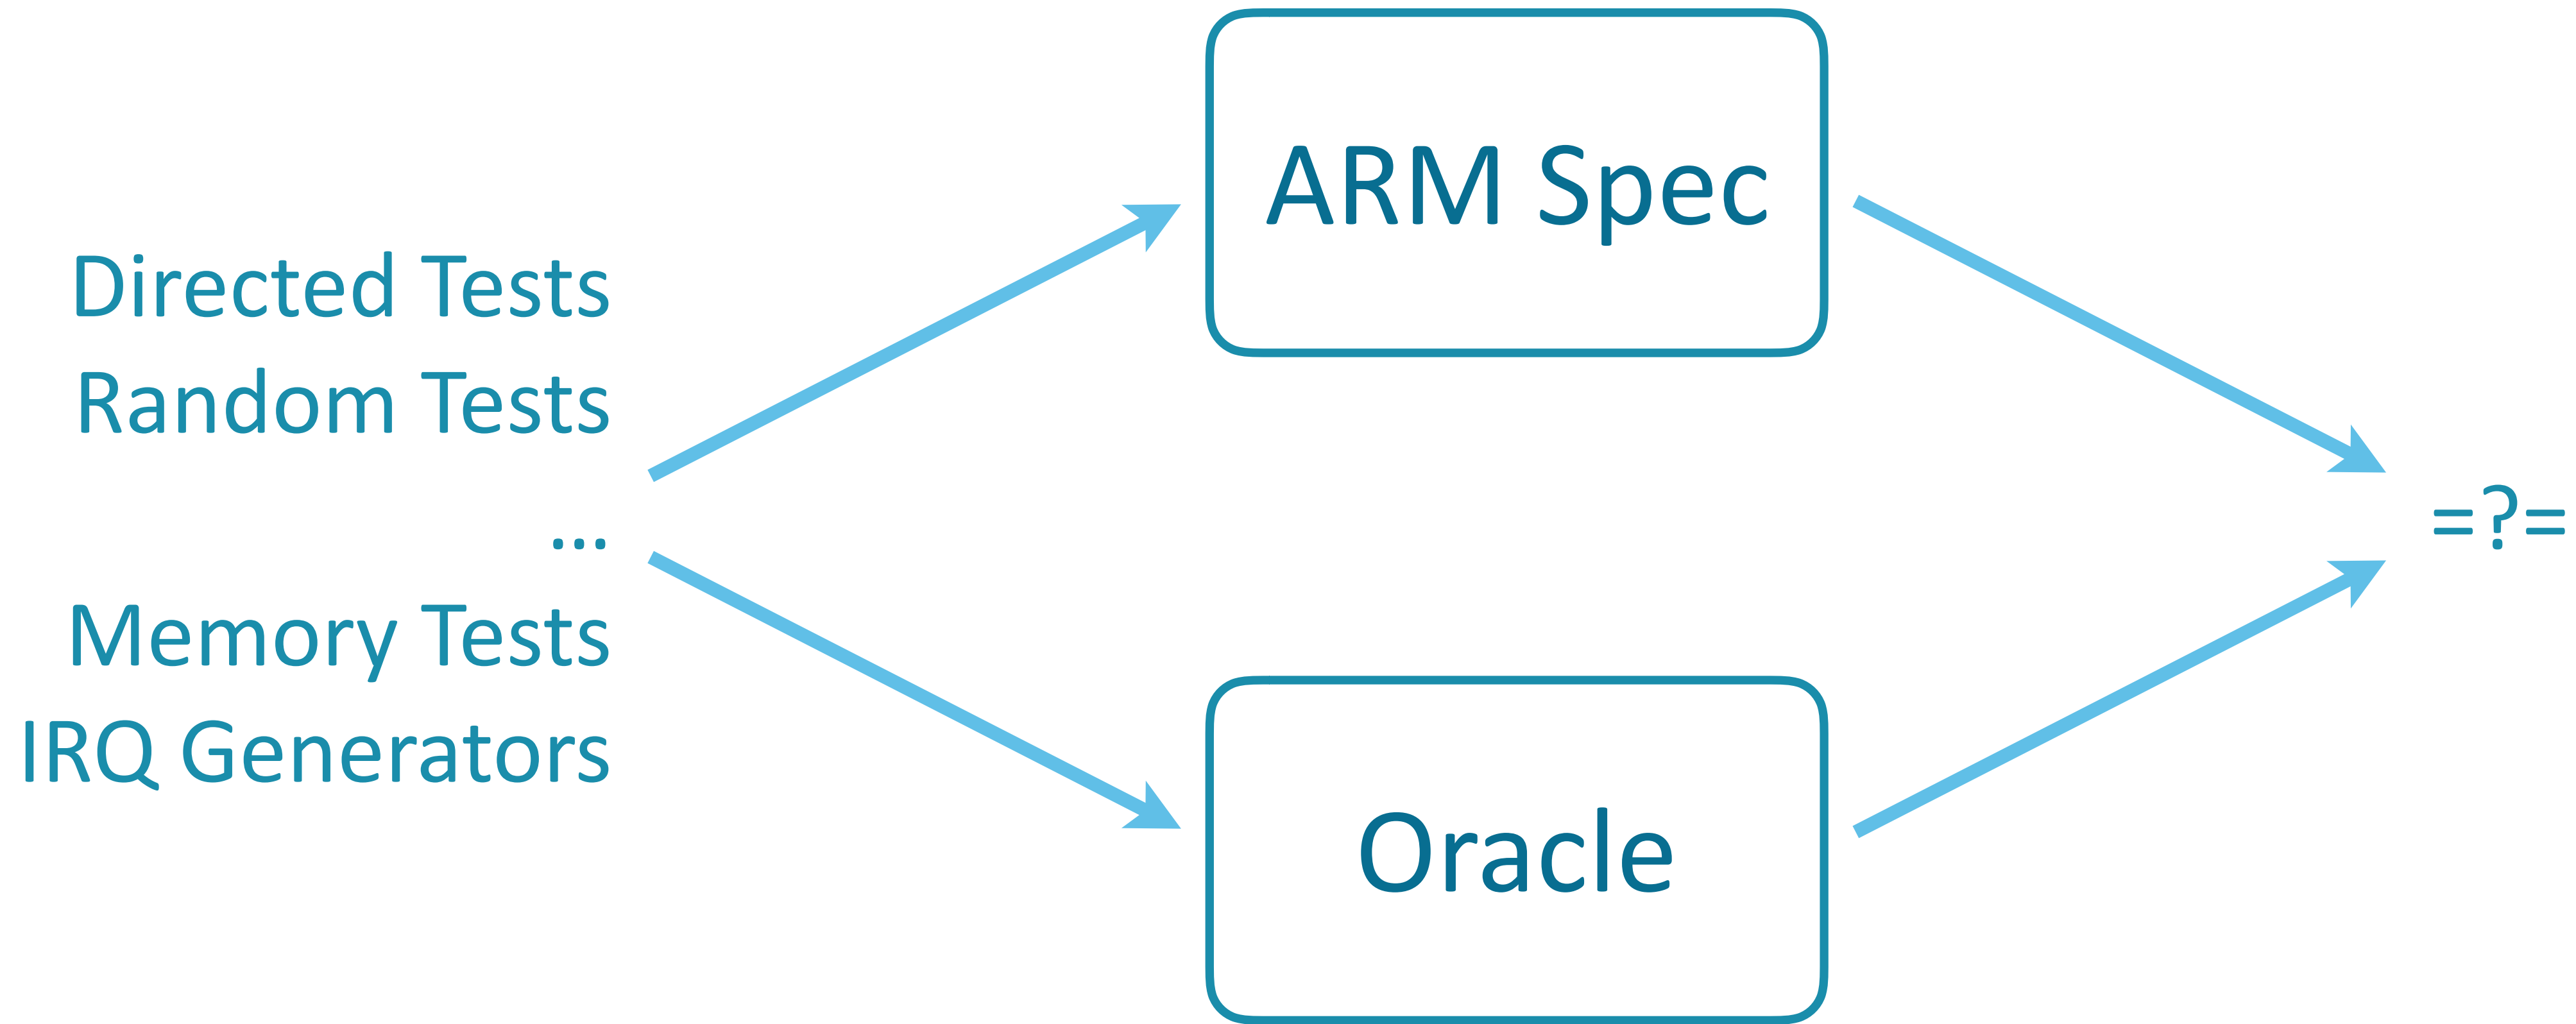 Directed Tests
Random Tests
...
Memory Tests
IRQ Generators
ARM Spec
Oracle
=?=